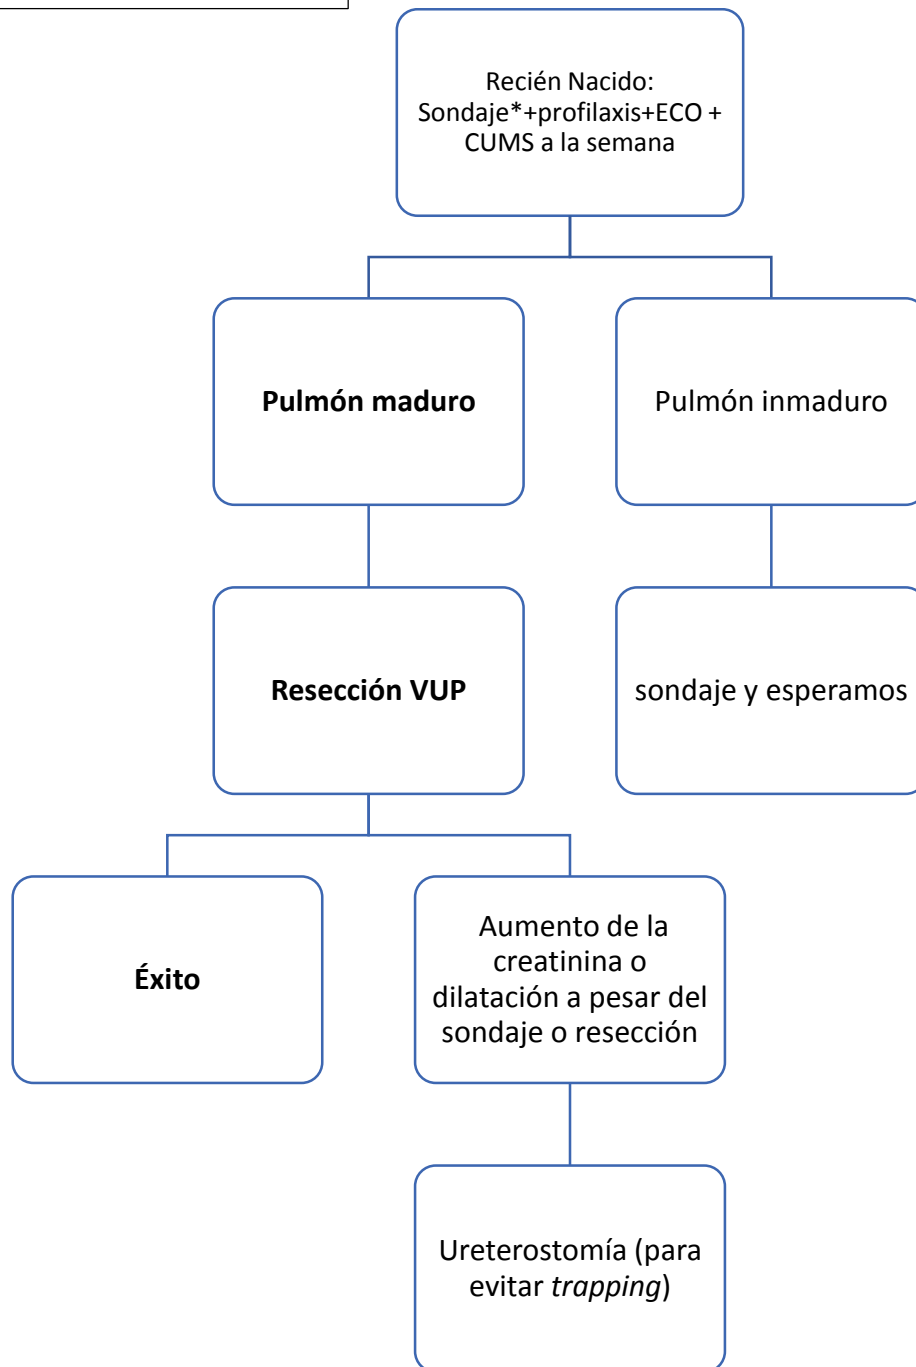 Recién Nacido:
Sondaje*+profilaxis+ECO +
CUMS a la semana
Pulmón maduro
Pulmón inmaduro
Resección VUP
sondaje y esperamos
Éxito
Aumento de la
creatinina o
dilatación a pesar del
sondaje o resección
Ureterostomía (para
evitar trapping)